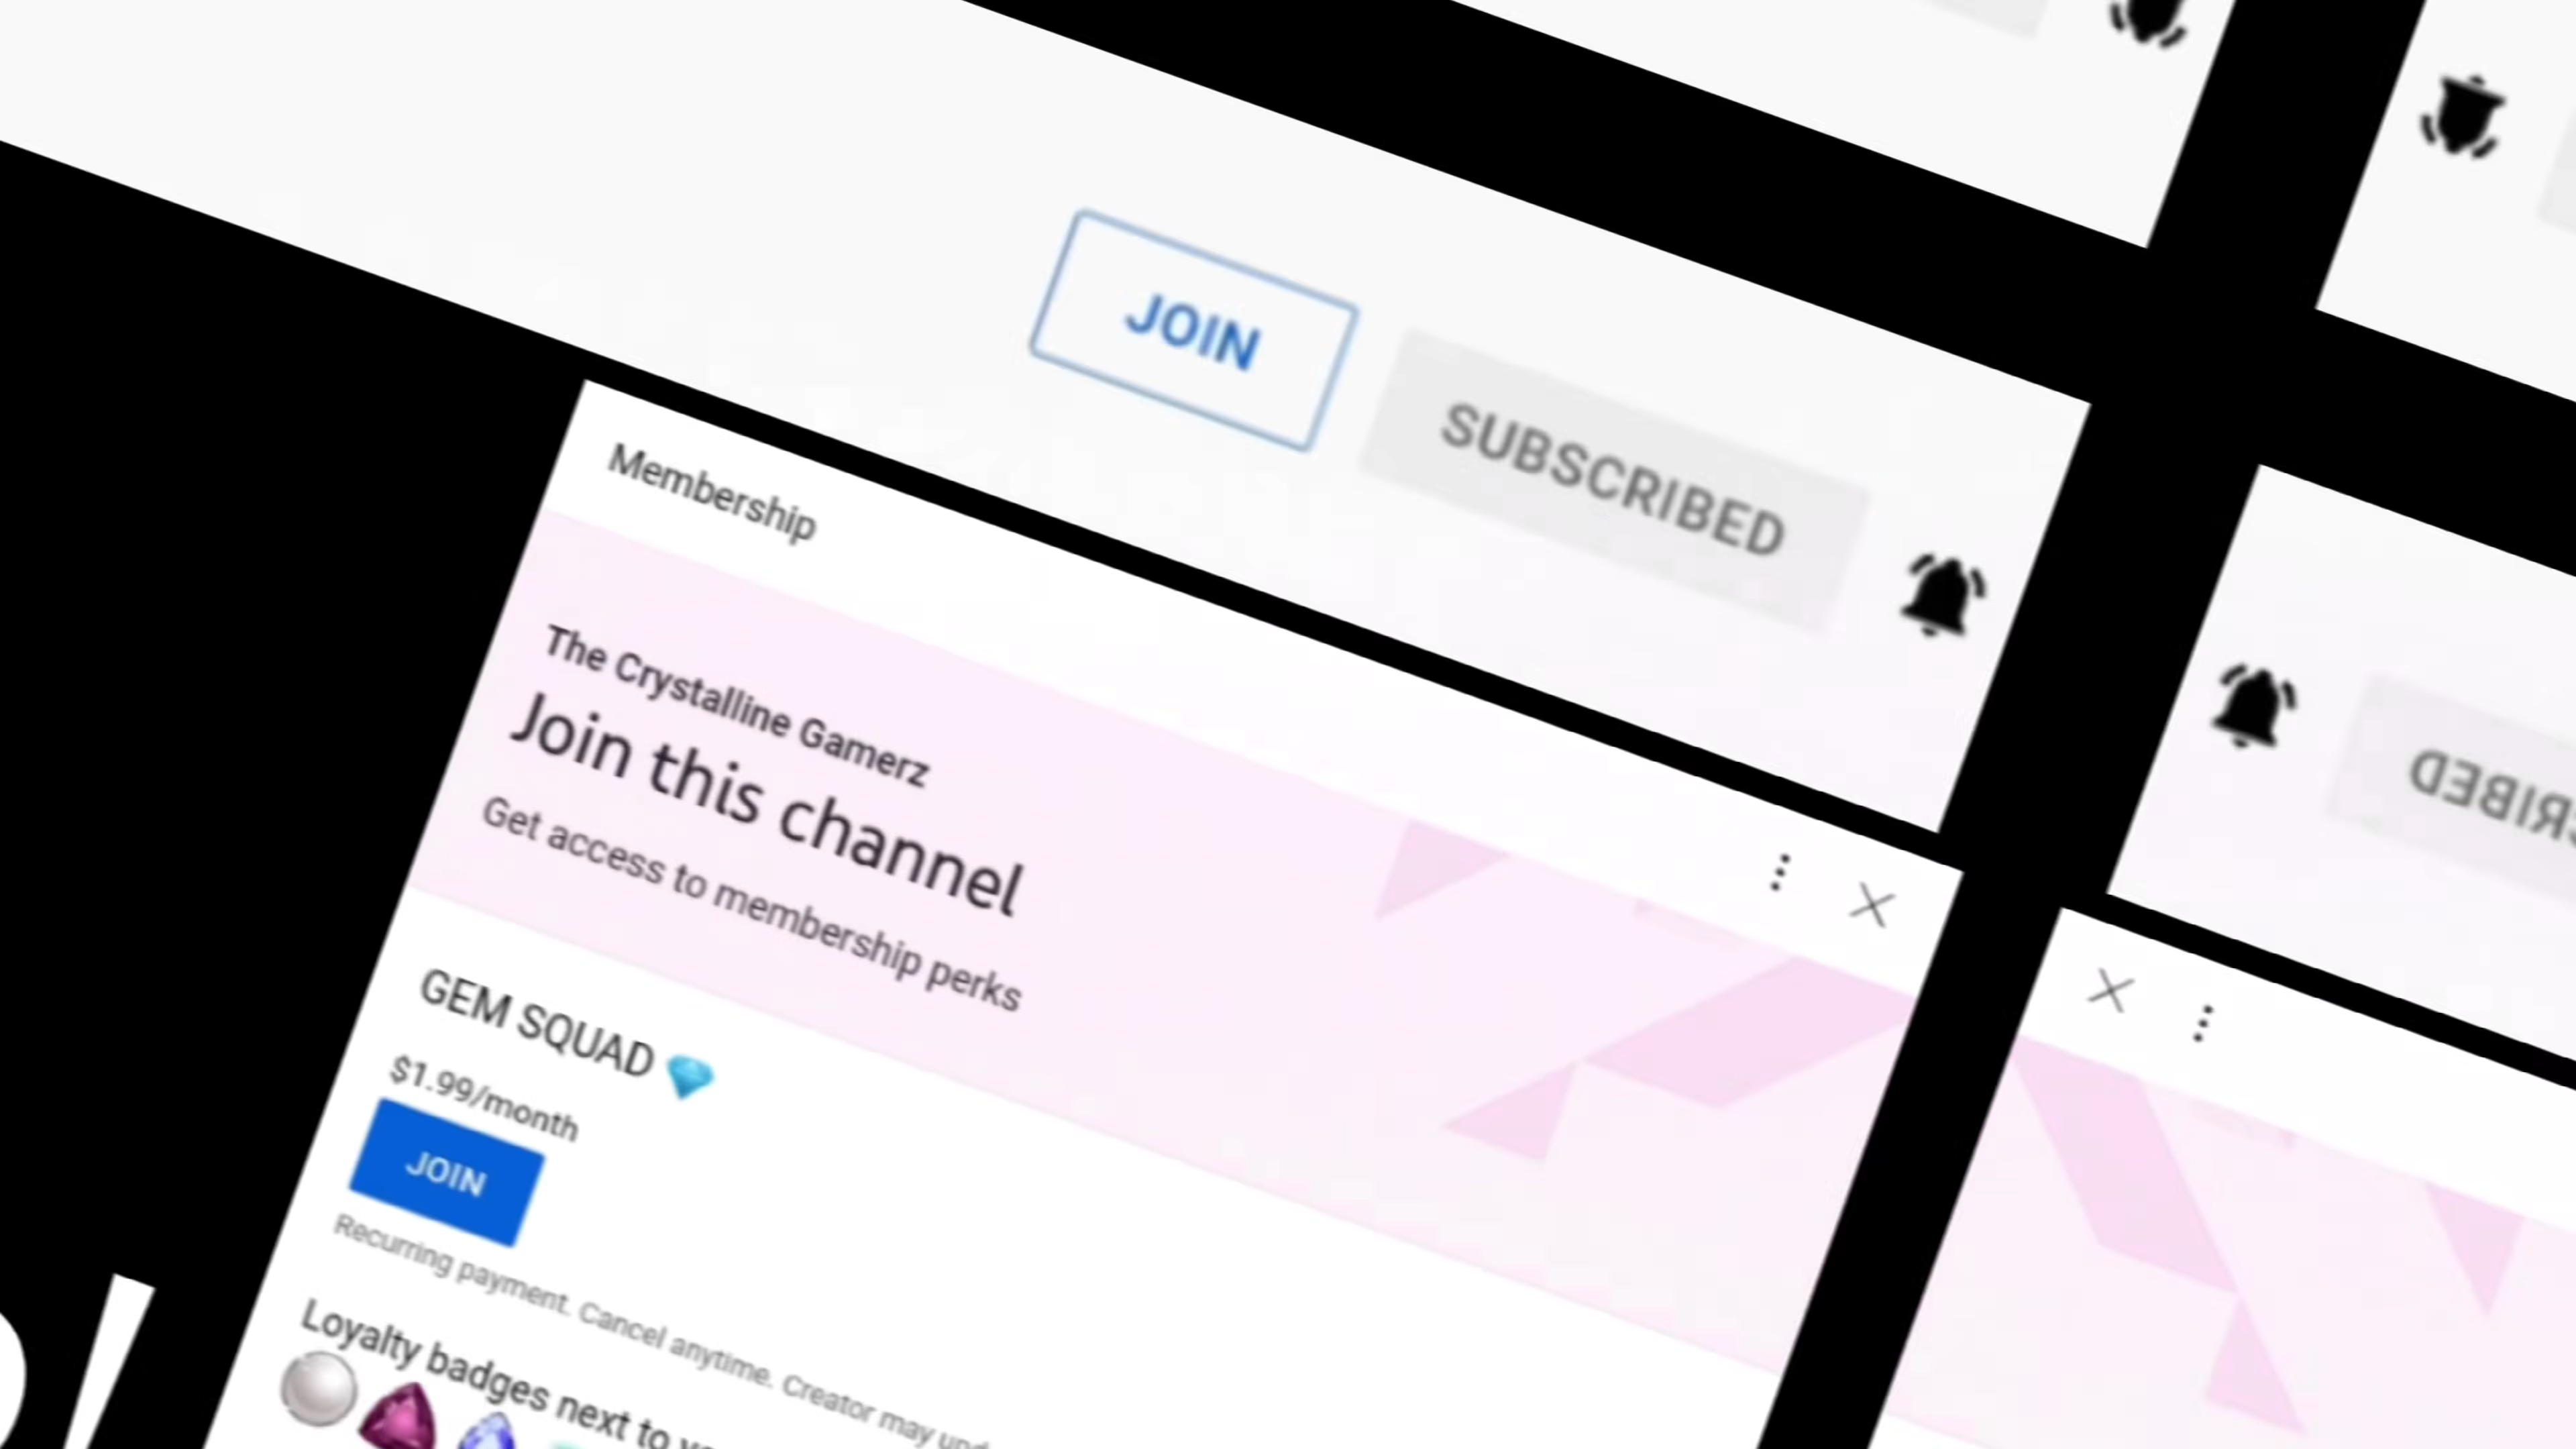 JOIN
SUBSCRIBED
Membership
The Crystalline Gamerz
Join this channel
Get access to membership perks
GEM SQUAD
$1.99/month
JOIN
Recurring payment. Cancel anytime. Creator may
Loyalty badges next to